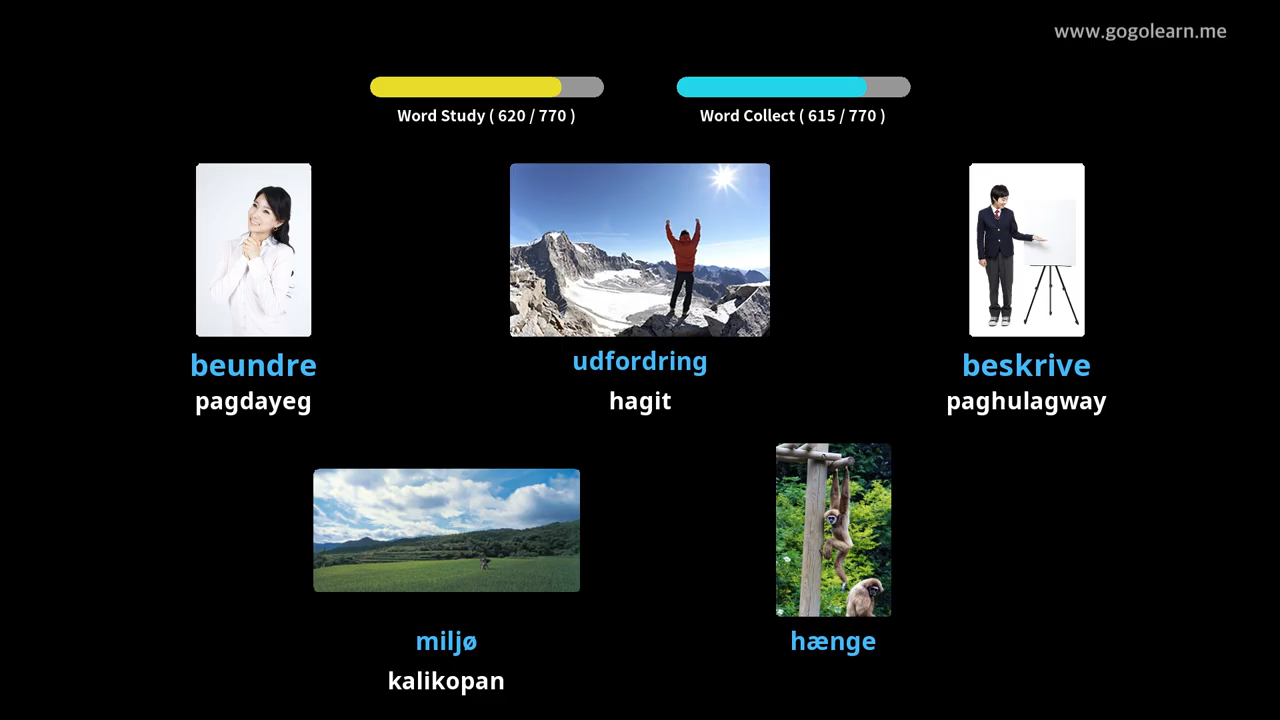 www.gogolearn.me
Word Study ( 620 / 770 )
Word Collect ( 615 / 770 )
beundre
pagdayeg
udfordring
hagit
beskrive
paghulagway
miljø
kalikopan
hænge